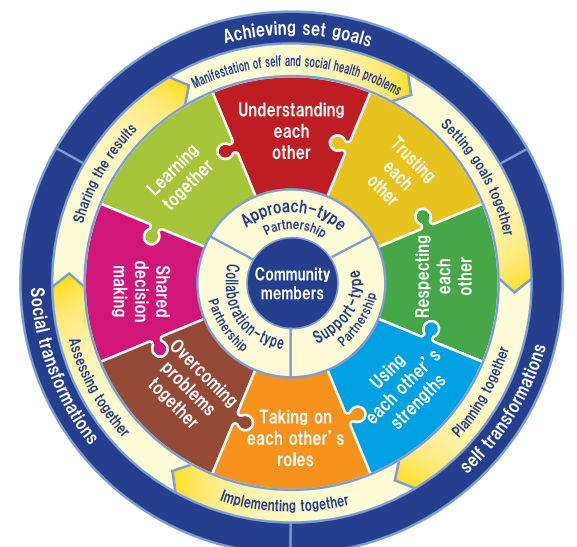 Achieving set goals
Manifestation of self and social health problems
Setting goals together
Planning together
Implementing together
Assessing together
Sharing the results
self transformations
Social transformations
Understanding
each
other
Trusting
each
other
Respecting
each
other
Using
each other's
strengths
Taking on
each other's
roles
Overcoming
problems
together
Shared
decision
making
Learning
together
Approach-type
Partnership
Support-type
Partnership
Collaboration-type
Partnership
Community
members